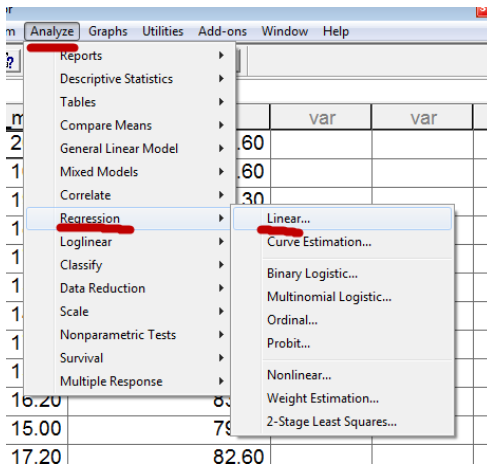 Analyze Graphs Utilities Add-ons Window Help
Reports
Descriptive Statistics
Tables
Compare Means
General Linear Model
Mixed Models
Correlate
Regression
Loglinear
Classify
Data Reduction
Scale
Nonparametric Tests
Survival
Multiple Response
Linear...
Curve Estimation...
Binary Logistic...
Multinomial Logistic...
Ordinal...
Probit...
Nonlinear...
Weight Estimation...
2-Stage Least Squares...
var var
.60
.60
.30
16.20
15.00
17.20 82.60